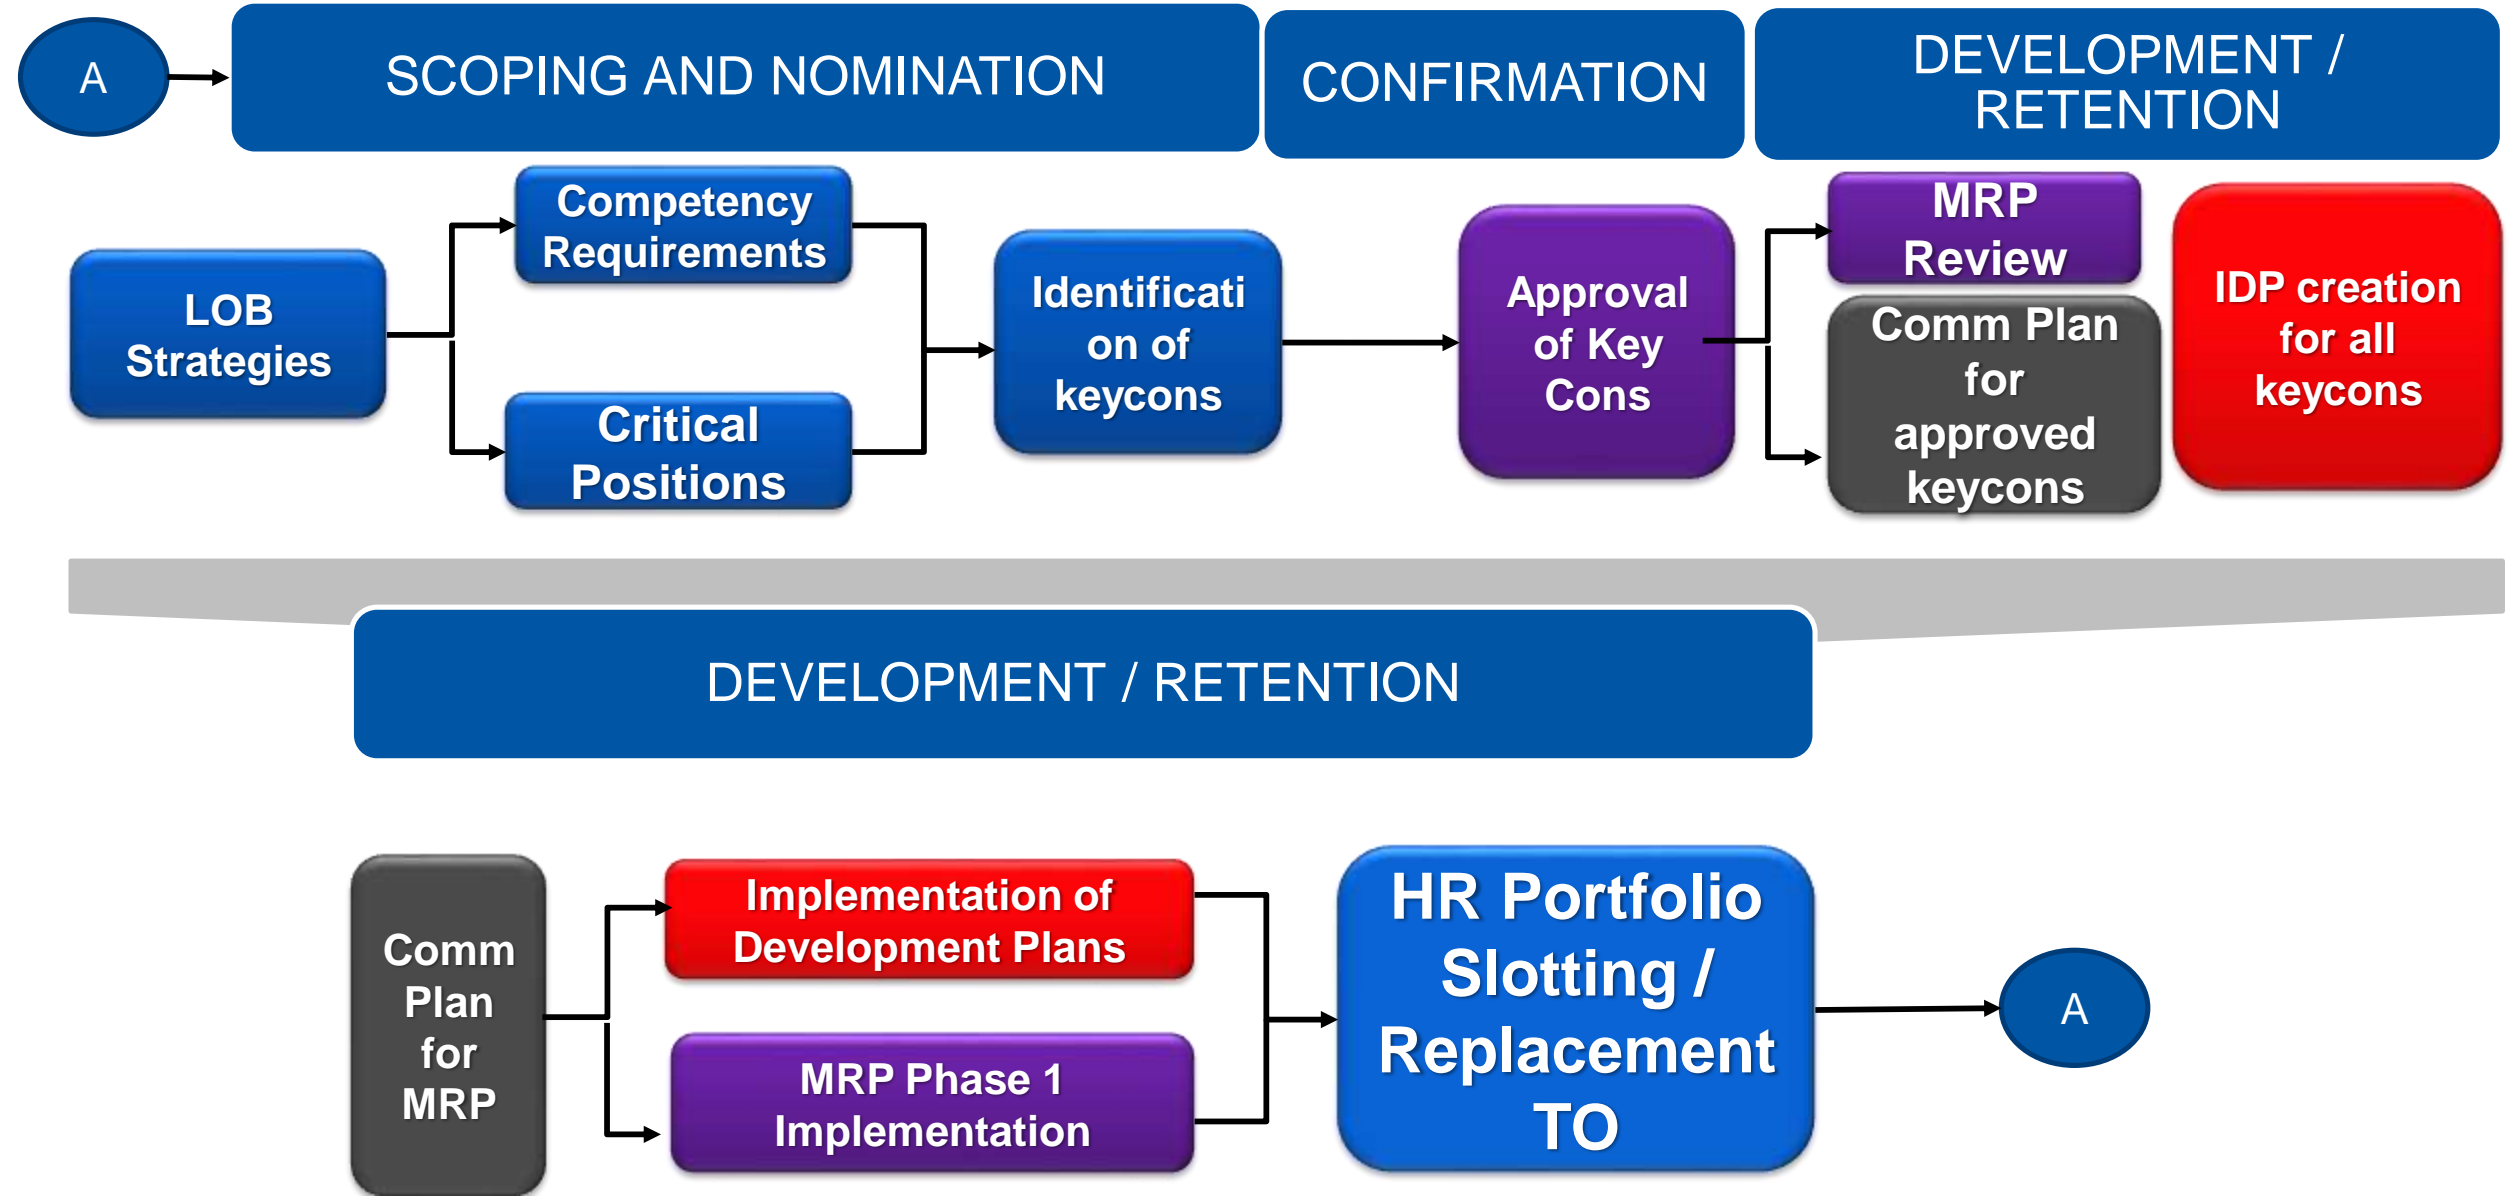 A
SCOPING AND NOMINATION
CONFIRMATION
DEVELOPMENT /
RETENTION
LOB
Strategies
Competency
Requirements
Critical
Positions
Identificati
on of
keycons
Approval
of Key
Cons
MRP
Review
Comm Plan
for
approved
keycons
IDP creation
for all
keycons
DEVELOPMENT / RETENTION
Comm
Plan
for
MRP
Implementation of
Development Plans
MRP Phase 1
Implementation
HR Portfolio
Slotting /
Replacement
TO
A